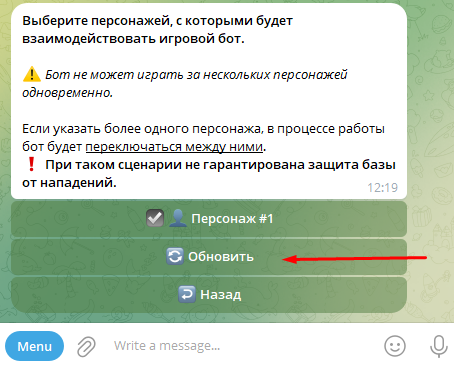 Выберите персонажей, с которыми будет
взаимодействовать игровой бот.
⚠️ Бот не может играть за нескольких персонажей
одновременно.
Если указать более одного персонажа, в процессе работы
бот будет переключаться между ними.
❗ При таком сценарии не гарантирована защита базы
от нападений.
12:19
☑️ 👤 Персонаж #1
🔄 Обновить
↩️ Назад
Menu
Write a message...